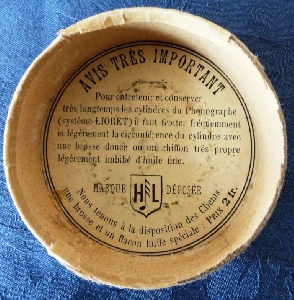 AVIS TRÈS IMPORTANT
Pour entretenir et conserver
très longtemps les cylindres du Phonographe
(système LIORET) il faut frotter fréquemment
et légèrement la circonférence du cylindre avec
une brosse douce ou un chiffon très propre
légèrement imbibé d'huile fine.
MARQUE HL DÉPOSÉE
Nous tenons à la disposition des Clients
une brosse et un flacon huile spéciale : Prix 2 fr.